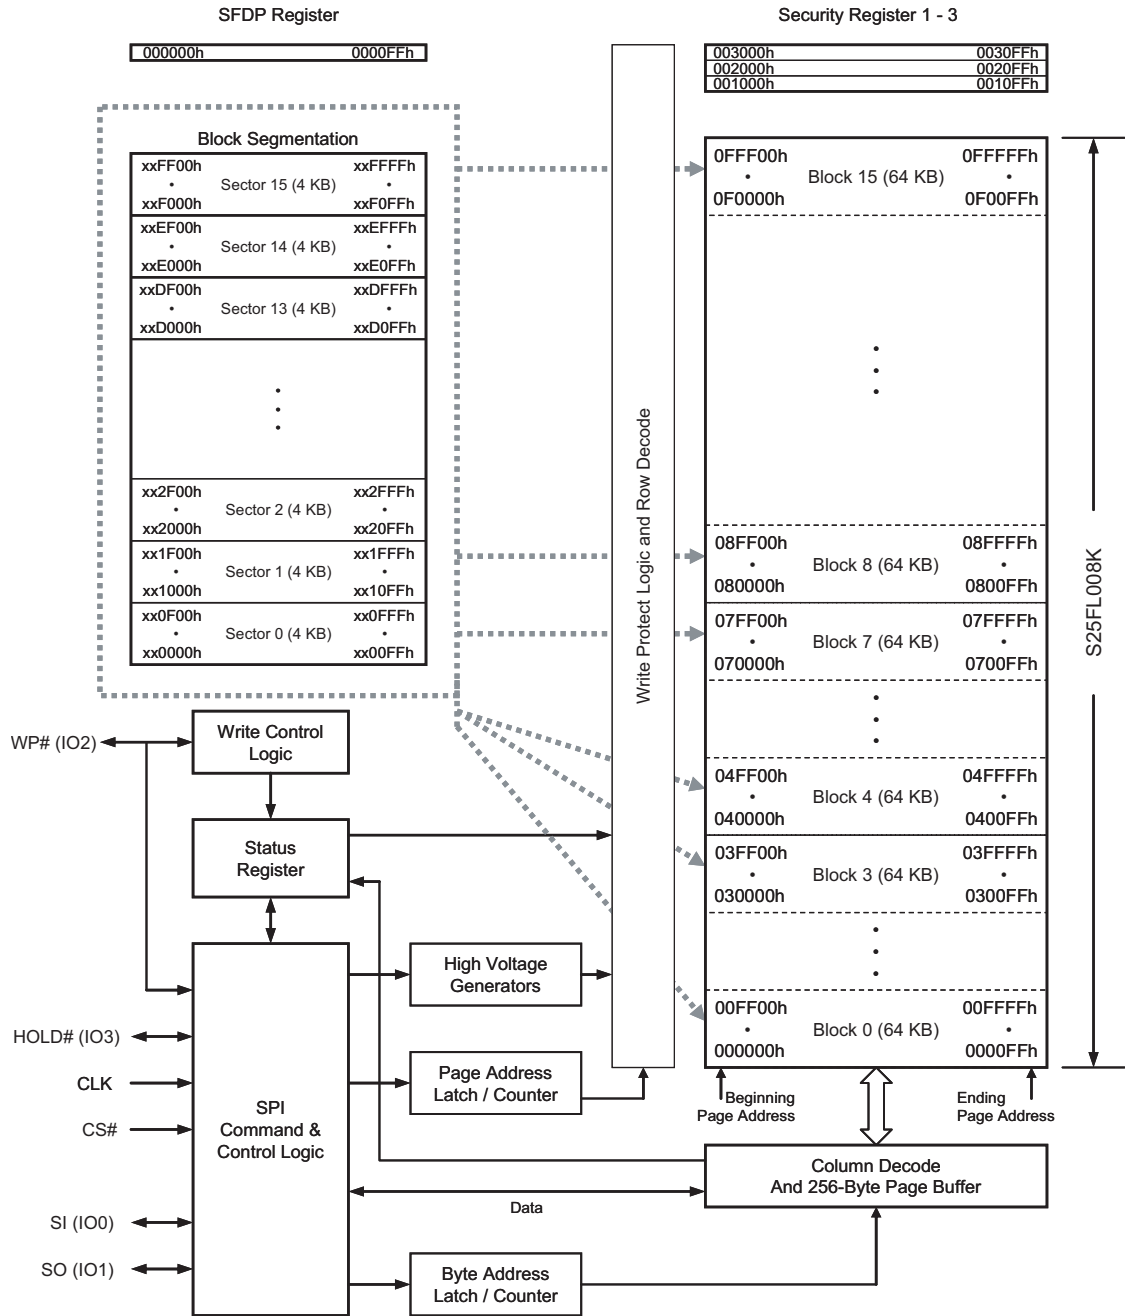 SFDP Register
000000h 0000FFh
Security Register 1 - 3
003000h 0030FFh
002000h 0020FFh
001000h 0010FFh
Block Segmentation
xxFF00h xxFFFFh
Sector 15 (4 KB)
xxF000h xxF0FFh
xxEF00h xxEFFFh
Sector 14 (4 KB)
xxE000h xxE0FFh
xxDF00h xxDFFFh
Sector 13 (4 KB)
xxD000h xxD0FFh
xx2F00h xx2FFFh
Sector 2 (4 KB)
xx2000h xx20FFh
xx1F00h xx1FFFh
Sector 1 (4 KB)
xx1000h xx10FFh
xx0F00h xx0FFFh
Sector 0 (4 KB)
xx0000h xx00FFh
Write Protect Logic and Row Decode
0FFF00h 0FFFFFh
Block 15 (64 KB)
0F0000h 0F00FFh
08FF00h 08FFFFh
Block 8 (64 KB)
080000h 0800FFh
07FF00h 07FFFFh
Block 7 (64 KB)
070000h 0700FFh
04FF00h 04FFFFh
Block 4 (64 KB)
040000h 0400FFh
03FF00h 03FFFFh
Block 3 (64 KB)
030000h 0300FFh
00FF00h 00FFFFh
Block 0 (64 KB)
000000h 0000FFh
S25FL008K
Beginning
Page Address
Ending
Page Address
WP# (IO2)
Write Control
Logic
Status
Register
High Voltage
Generators
HOLD# (IO3)
CLK
CS#
SI (IO0)
SO (IO1)
SPI
Command &
Control Logic
Page Address
Latch / Counter
Column Decode
And 256-Byte Page Buffer
Data
Byte Address
Latch / Counter